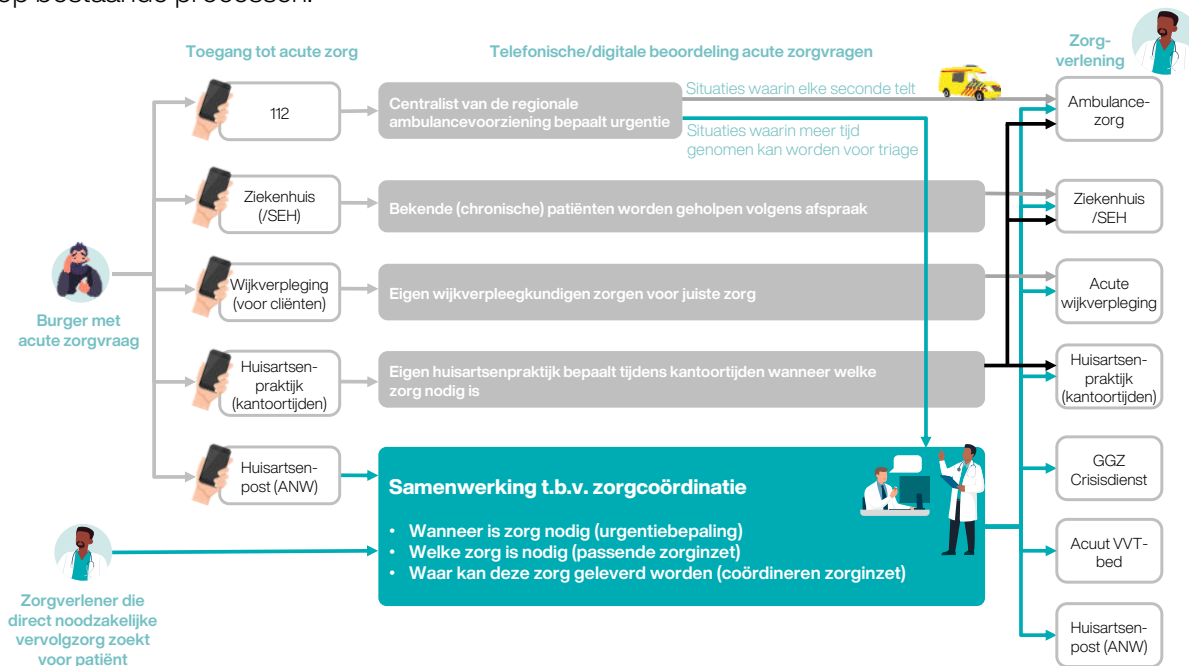 op bestaande processen.
Toegang tot acute zorg
Telefonische/digitale beoordeling acute zorgvragen
Zorg-
verlening
112
Centralist van de regionale
ambulancevoorziening bepaalt urgentie
Situaties waarin elke seconde telt
Situaties waarin meer tijd
genomen kan worden voor triage
Ambulance-
zorg
Ziekenhuis
(/SEH)
Bekende (chronische) patiënten worden geholpen volgens afspraak
Ziekenhuis
/SEH
Burger met
acute zorgvraag
Wijkverpleging
(voor cliënten)
Eigen wijkverpleegkundigen zorgen voor juiste zorg
Acute
wijkverpleging
Huisartsen-
praktijk
(kantoortijden)
Eigen huisartsenpraktijk bepaalt tijdens kantoortijden wanneer welke
zorg nodig is
Huisartsen-
praktijk
(kantoortijden)
Huisartsen-
post (ANW)
Samenwerking t.b.v. zorgcoördinatie
• Wanneer is zorg nodig (urgentiebepaling)
• Welke zorg is nodig (passende zorginzet)
• Waar kan deze zorg geleverd worden (coördineren zorginzet)
GGZ
Crisisdienst
Acuut VVT-
bed
Huisartsen-
post (ANW)
Zorgverlener die
direct noodzakelijke
vervolgzorg zoekt
voor patiënt